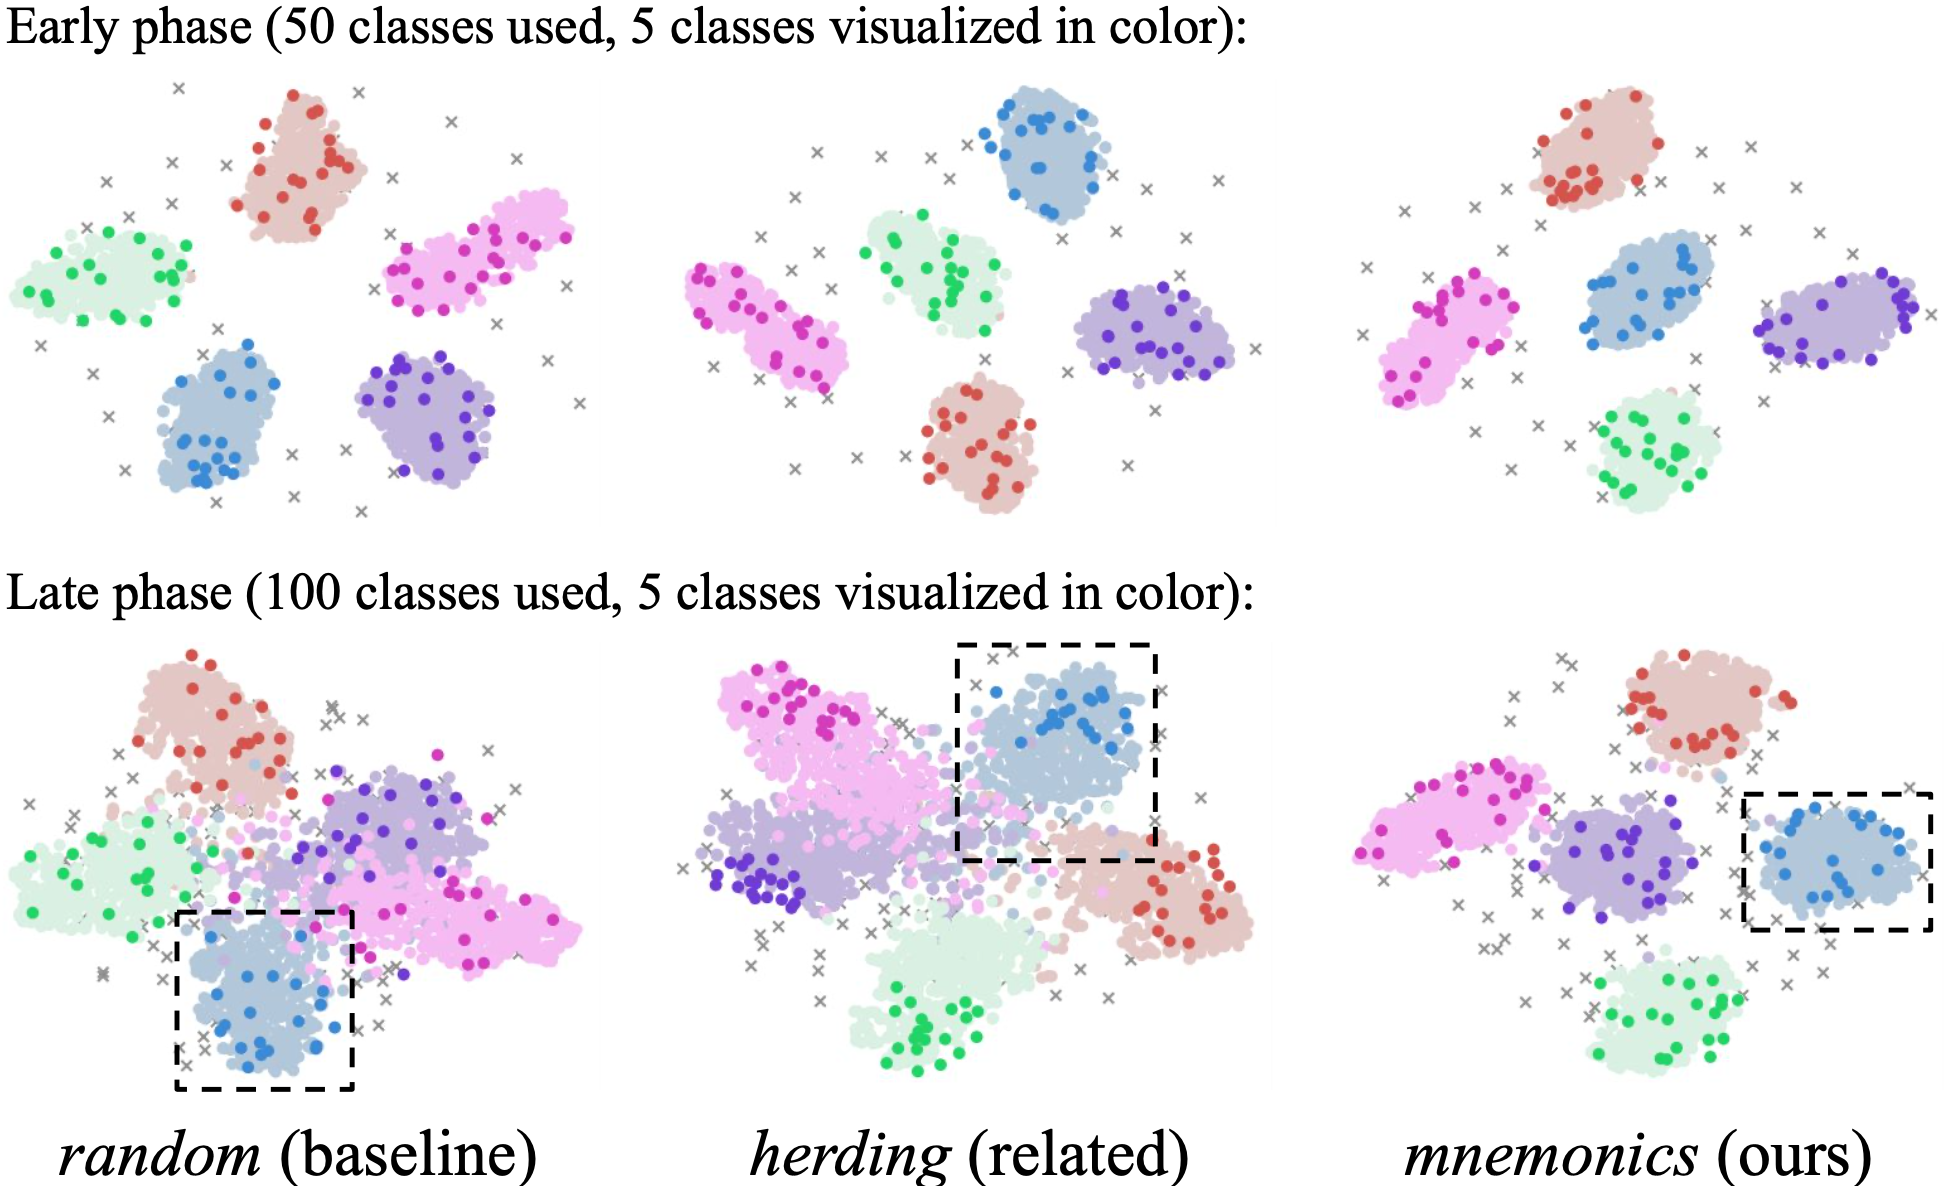 Early phase (50 classes used, 5 classes visualized in color):
Late phase (100 classes used, 5 classes visualized in color):
random (baseline)
herding (related)
mnemonics (ours)